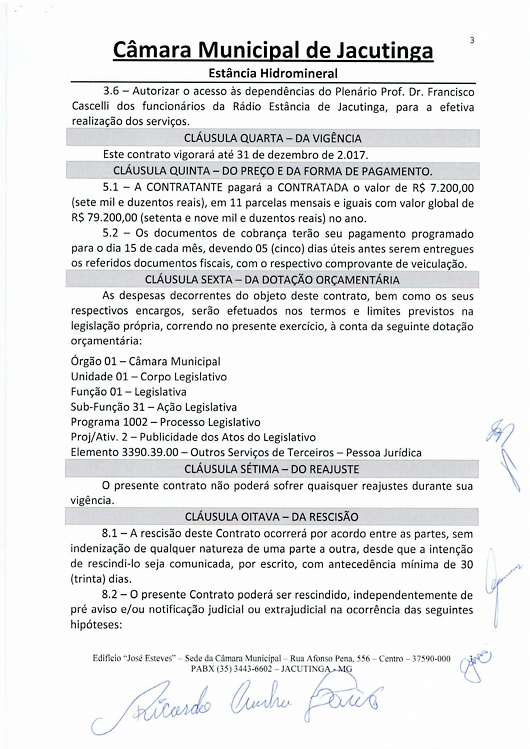 3
Câmara Municipal de Jacutinga
Estância Hidromineral
3.6 – Autorizar o acesso às dependências do Plenário Prof. Dr. Francisco
Cascelli dos funcionários da Rádio Estância de Jacutinga, para a efetiva
realização dos serviços.
CLÁUSULA QUARTA – DA VIGÊNCIA
Este contrato vigorará até 31 de dezembro de 2.017.
CLÁUSULA QUINTA – DO PREÇO E DA FORMA DE PAGAMENTO.
5.1 – A CONTRATANTE pagará a CONTRATADA o valor de R$ 7.200,00
(sete mil e duzentos reais), em 11 parcelas mensais e iguais com valor global de
R$ 79.200,00 (setenta e nove mil e duzentos reais) no ano.
5.2 – Os documentos de cobrança terão seu pagamento programado
para o dia 15 de cada mês, devendo 05 (cinco) dias úteis antes serem entregues
os referidos documentos fiscais, com o respectivo comprovante de veiculação.
CLÁUSULA SEXTA – DA DOTAÇÃO ORÇAMENTÁRIA
As despesas decorrentes do objeto deste contrato, bem como os seus
respectivos encargos, serão efetuados nos termos e limites previstos na
legislação própria, correndo no presente exercício, à conta da seguinte dotação
orçamentária:
Órgão 01 – Câmara Municipal
Unidade 01 – Corpo Legislativo
Função 01 – Legislativa
Sub-Função 31 – Ação Legislativa
Programa 1002 – Processo Legislativo
Proj/Ativ. 2 – Publicidade dos Atos do Legislativo
Elemento 3390.39.00 – Outros Serviços de Terceiros – Pessoa Jurídica
CLÁUSULA SÉTIMA – DO REAJUSTE
O presente contrato não poderá sofrer quaisquer reajustes durante sua
vigência.
CLÁUSULA OITAVA – DA RESCISÃO
8.1 – A rescisão deste Contrato ocorrerá por acordo entre as partes, sem
indenização de qualquer natureza de uma parte a outra, desde que a intenção
de rescindi-lo seja comunicada, por escrito, com antecedência mínima de 30
(trinta) dias.
8.2 – O presente Contrato poderá ser rescindido, independentemente de
pré aviso e/ou notificação judicial ou extrajudicial na ocorrência das seguintes
hipóteses:
Edifício “José Esteves” – Sede da Câmara Municipal – Rua Afonso Pena, 556 – Centro – 37590-000
PABX (35) 3443-6602 – JACUTINGA - MG
Ricardo